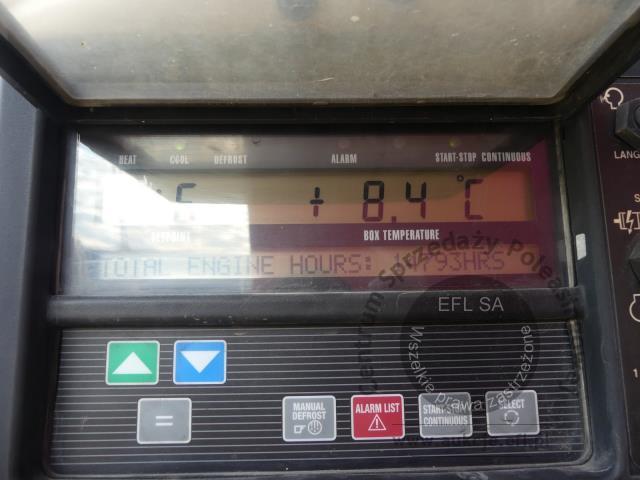 HEAT COOL DEFROST ALARM START-STOP CONTINUOUS
+ 8.4 °C
SETPOINT BOX TEMPERATURE
TOTAL ENGINE HOURS:
Centrum Sprzedaży
EFL SA
Wszelkie prawa zastrzeżone
=
MANUAL DEFROST
ALARM LIST
START-STOP CONTINUOUS
SELECT
LANG